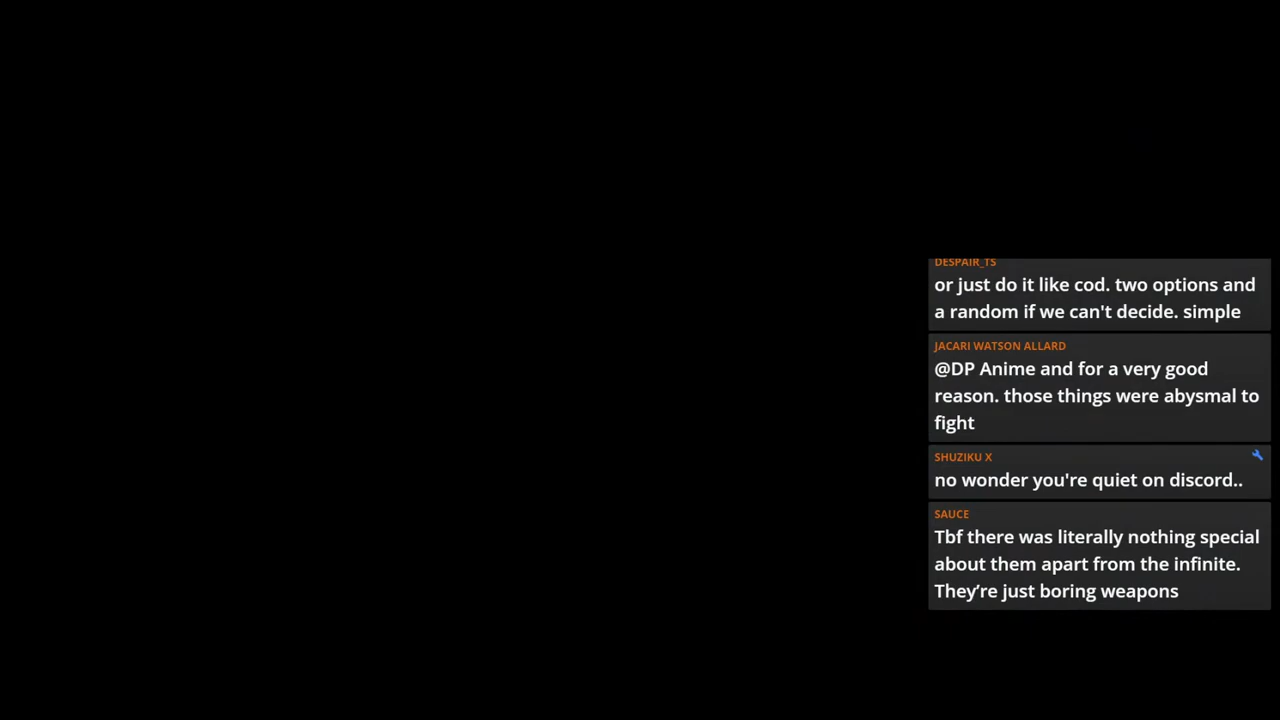 DESPAIR_TS
or just do it like cod. two options and
a random if we can't decide. simple
JACARI WATSON ALLARD
@DP Anime and for a very good
reason. those things were abysmal to
fight
SHUZIKU X
no wonder you're quiet on discord..
SAUCE
Tbf there was literally nothing special
about them apart from the infinite.
They’re just boring weapons